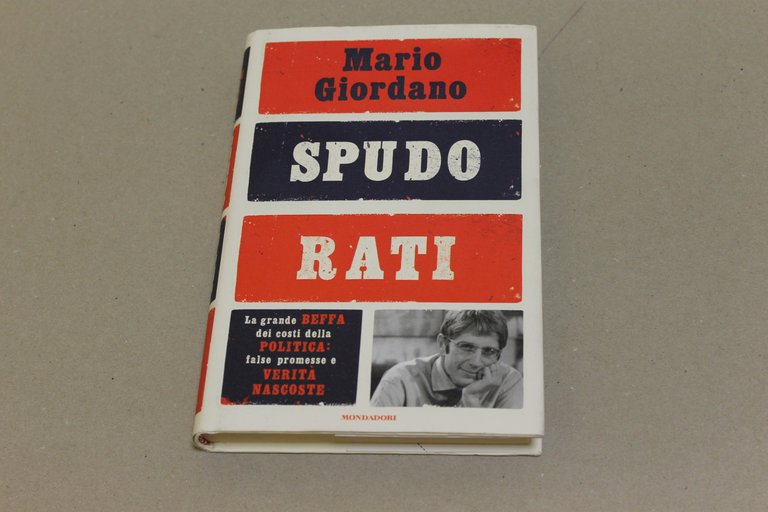 Mario
Giordano
SPUDO
RATI
La grande BEFFA
dei costi della
POLITICA:
false promesse e
VERITÀ
NASCOSTE
MONDADORI